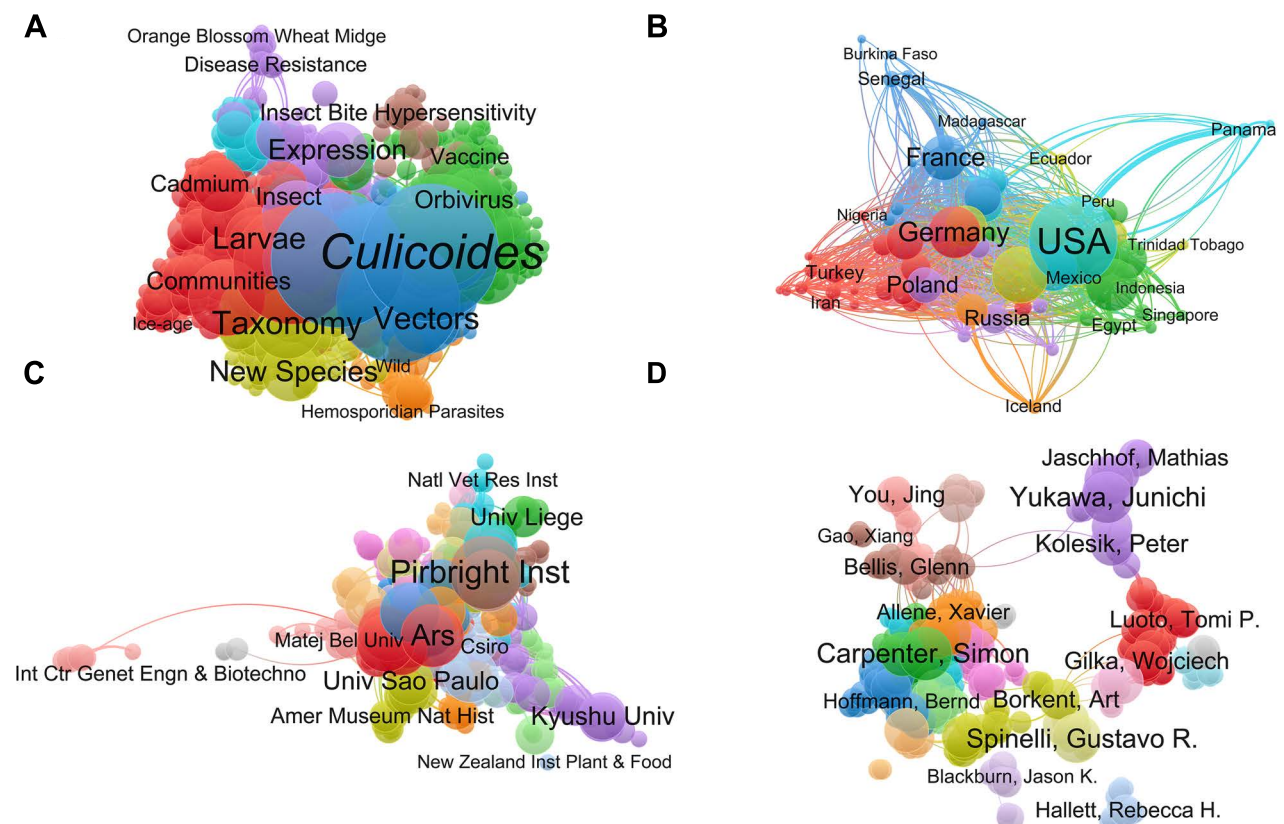 A
Orange Blossom Wheat Midge
Disease Resistance
Insect Bite Hypersensitivity
Expression
Vaccine
Cadmium
Insect
Orbivirus
Larvae
Culicoides
Communities
Ice-age
Taxonomy
Vectors
New Species
Wild
Hemosporidian Parasites
B
Burkina Faso
Senegal
Madagascar
Panama
France
Ecuador
Peru
Nigeria
Germany
USA
Trinidad Tobago
Turkey
Poland
Mexico
Indonesia
Iran
Russia
Singapore
Egypt
Iceland
C
Natl Vet Res Inst
Univ Liege
Pirbright Inst
Matej Bel Univ
Ars
Csiro
Int Ctr Genet Engn & Biotechno
Univ Sao Paulo
Amer Museum Nat Hist
Kyushu Univ
New Zealand Inst Plant & Food
D
Jaschhof, Mathias
You, Jing
Yukawa, Junichi
Gao, Xiang
Kolesik, Peter
Bellis, Glenn
Allene, Xavier
Luoto, Tomi P.
Carpenter, Simon
Gilka, Wojciech
Hoffmann, Bernd
Borkent, Art
Spinelli, Gustavo R.
Blackburn, Jason K.
Hallett, Rebecca H.